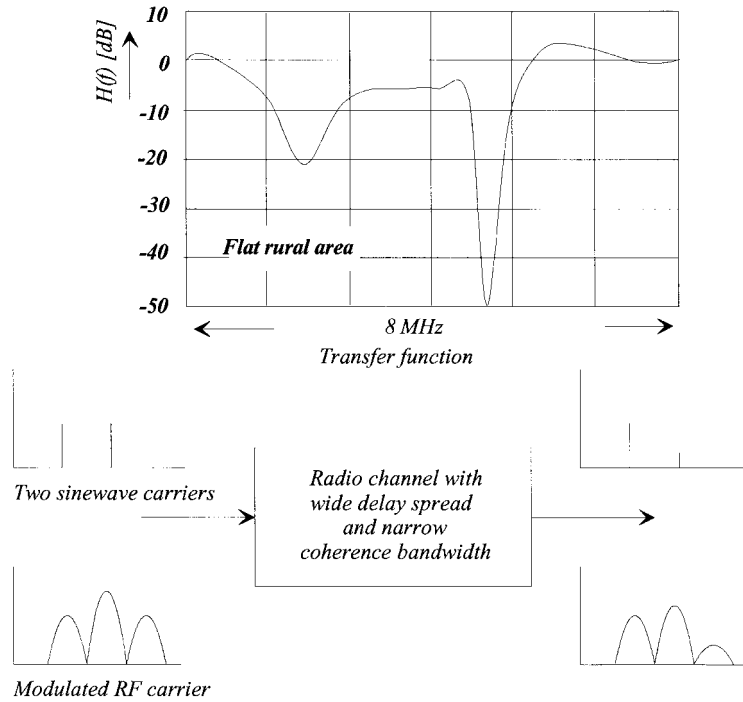 H(f) [dB]
10
0
-10
-20
-30
-40
-50
Flat rural area
8 MHz
Transfer function
Two sinewave carriers
Radio channel with
wide delay spread
and narrow
coherence bandwidth
Modulated RF carrier